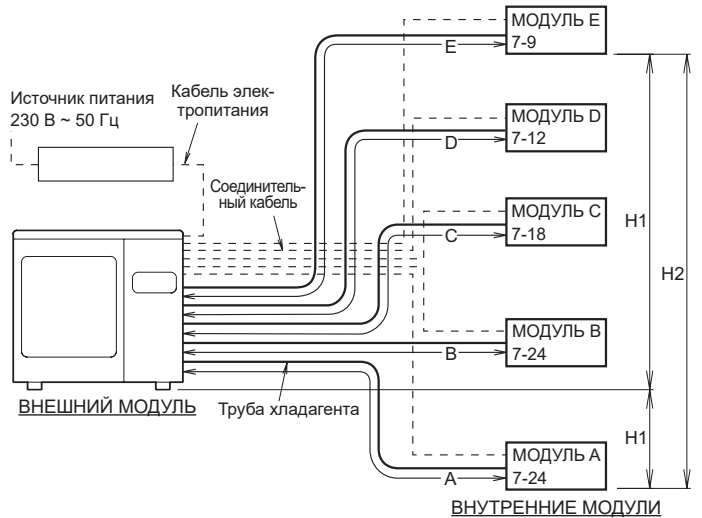 МОДУЛЬ E
7-9
E
Источник питания
230 В ~ 50 Гц
Кабель элек-
тропитания
МОДУЛЬ D
7-12
D
Соединитель-
ный кабель
МОДУЛЬ C
7-18
C
H1
H2
МОДУЛЬ B
7-24
B
ВНЕШНИЙ МОДУЛЬ
Труба хладагента
H1
МОДУЛЬ A
7-24
A
ВНУТРЕННИЕ МОДУЛИ